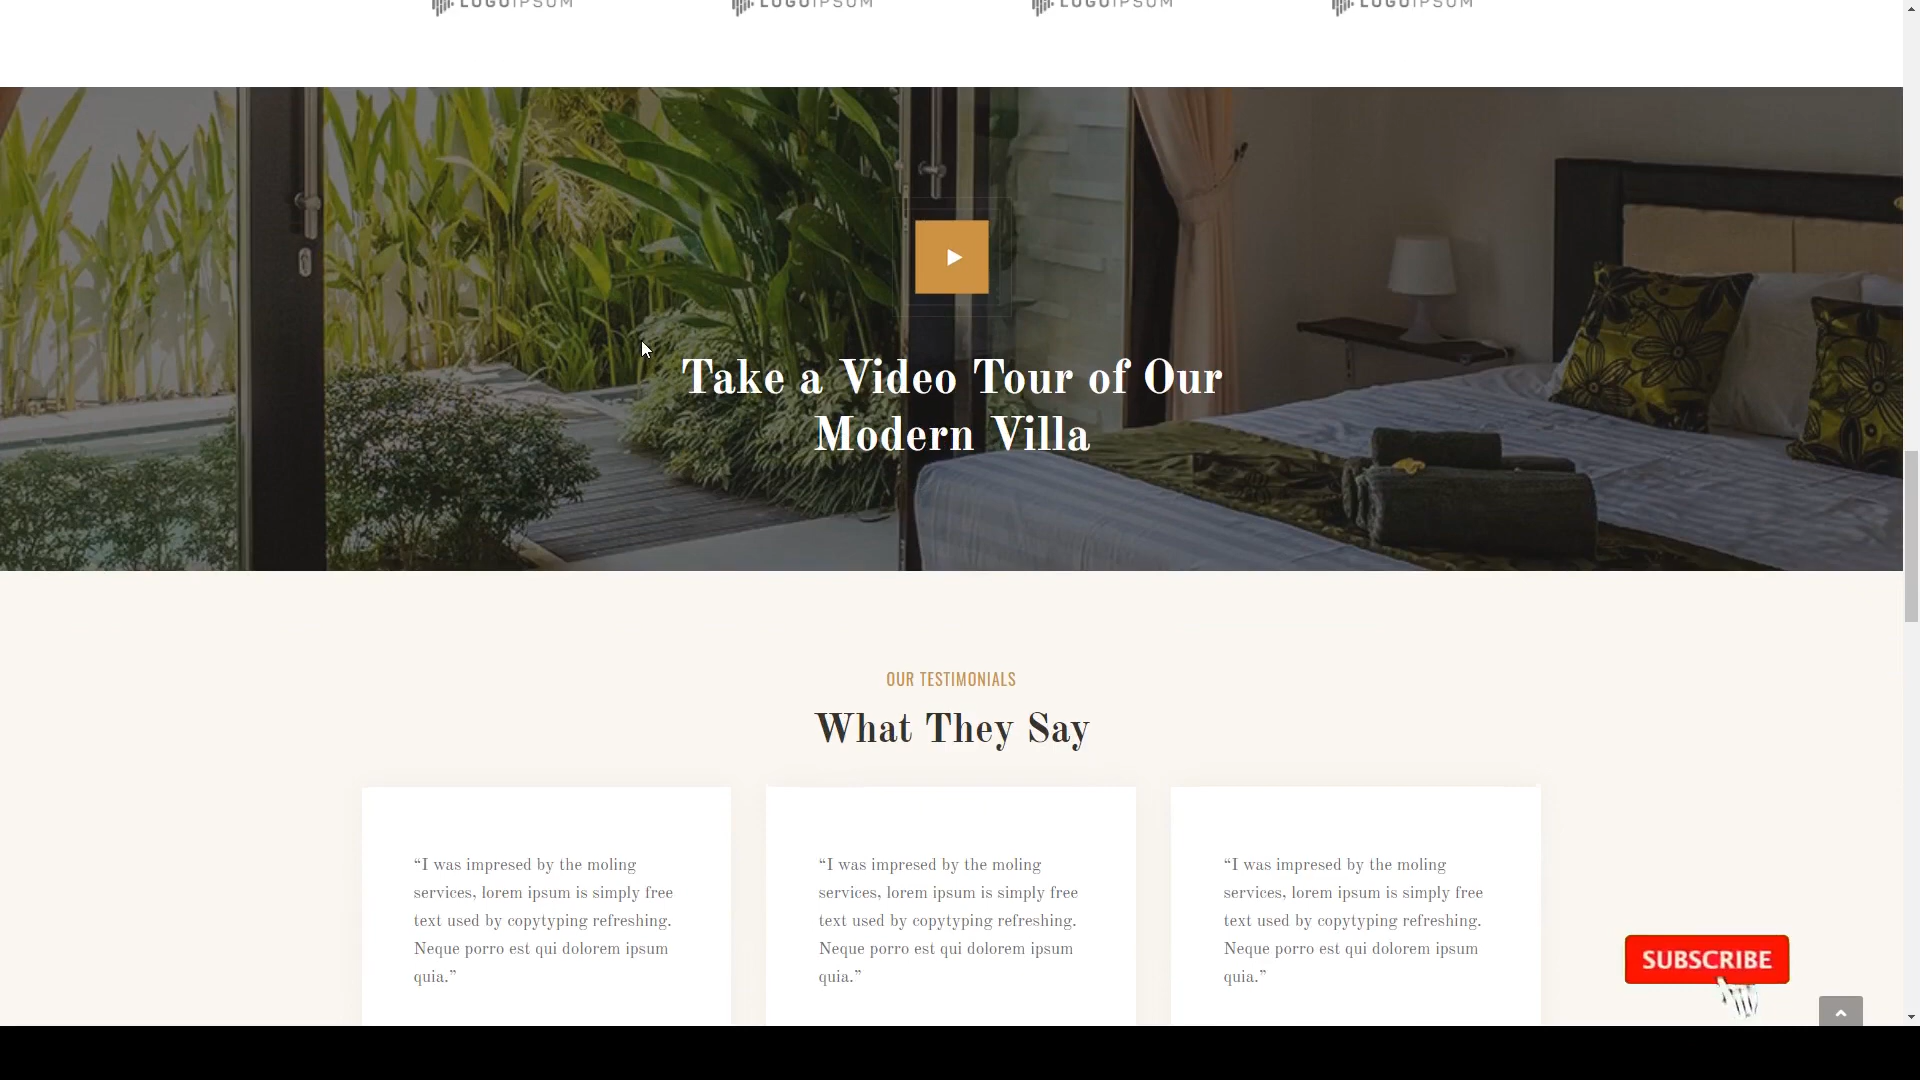 LOGOIPSUM LOGOIPSUM LOGOIPSUM LOGOIPSUM
Take a Video Tour of Our
Modern Villa
OUR TESTIMONIALS
What They Say
“I was impresed by the moling
services, lorem ipsum is simply free
text used by copytyping refreshing.
Neque porro est qui dolorem ipsum
quia.”
“I was impresed by the moling
services, lorem ipsum is simply free
text used by copytyping refreshing.
Neque porro est qui dolorem ipsum
quia.”
“I was impresed by the moling
services, lorem ipsum is simply free
text used by copytyping refreshing.
Neque porro est qui dolorem ipsum
quia.”
SUBSCRIBE